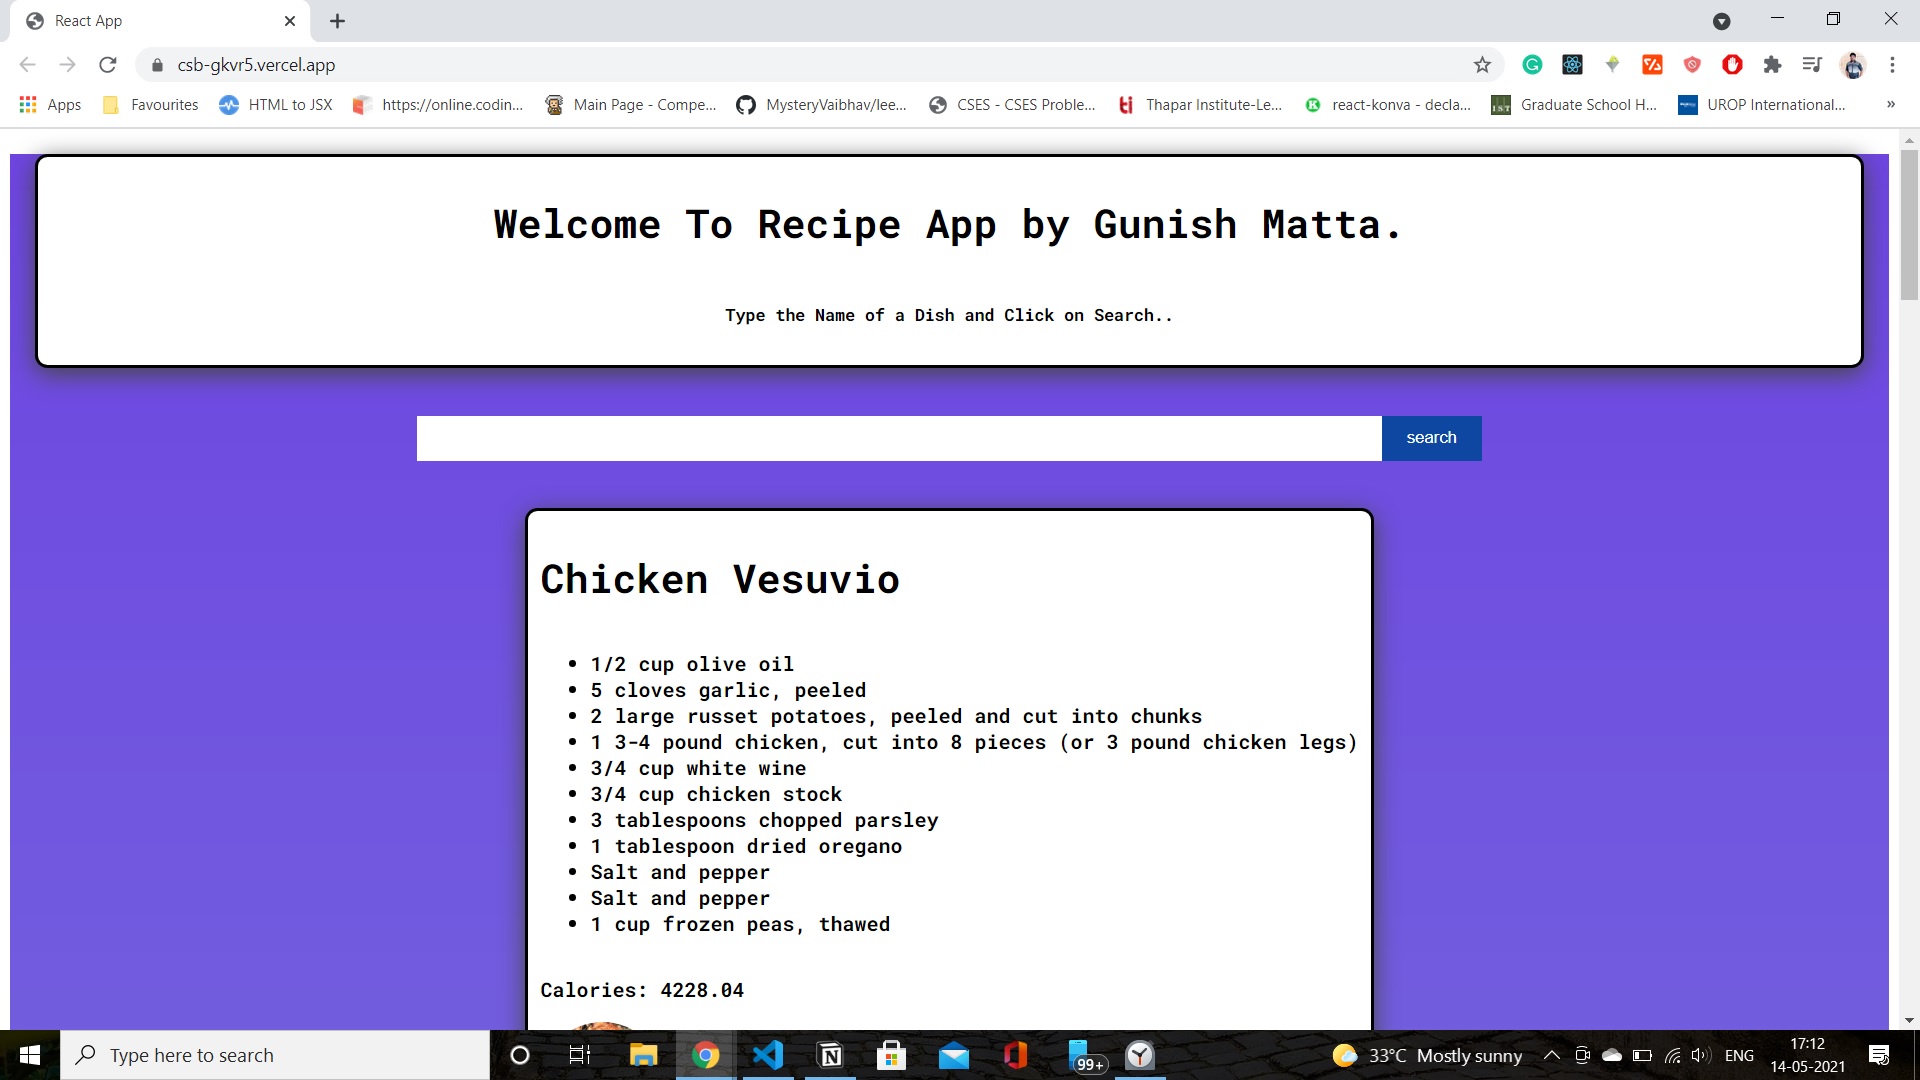 React App
csb-gkvr5.vercel.app
Apps
Favourites
HTML to JSX
https://online.codin...
Main Page - Compe...
MysteryVaibhav/lee...
CSES - CSES Proble...
Thapar Institute-Le...
react-konva - decla...
Graduate School H...
UROP International...
»
Welcome To Recipe App by Gunish Matta.
Type the Name of a Dish and Click on Search..
search
Chicken Vesuvio
• 1/2 cup olive oil
• 5 cloves garlic, peeled
• 2 large russet potatoes, peeled and cut into chunks
• 1 3-4 pound chicken, cut into 8 pieces (or 3 pound chicken legs)
• 3/4 cup white wine
• 3/4 cup chicken stock
• 3 tablespoons chopped parsley
• 1 tablespoon dried oregano
• Salt and pepper
• Salt and pepper
• 1 cup frozen peas, thawed
Calories: 4228.04
Type here to search
99+
33°C Mostly sunny
ENG
17:12
14-05-2021